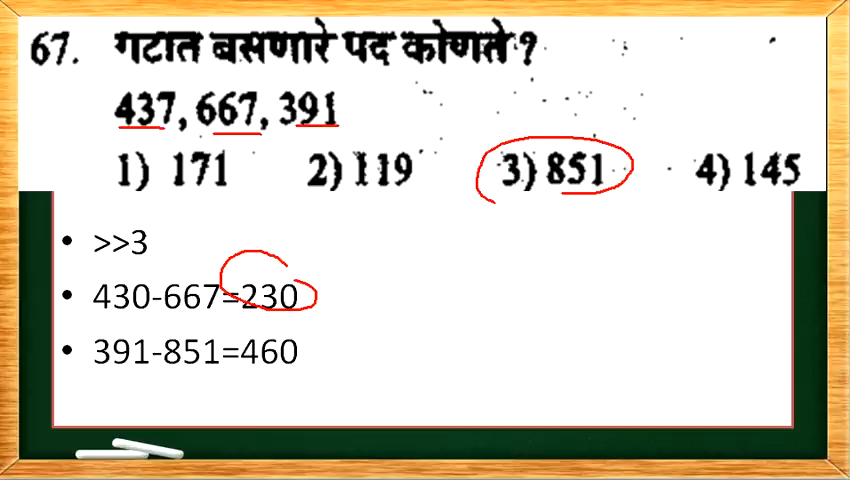 67. गटात बसणारे पद कोणते ?
437, 667, 391
1) 171 2) 119 3) 851 4) 145
• >>3
• 430-667=230
• 391-851=460